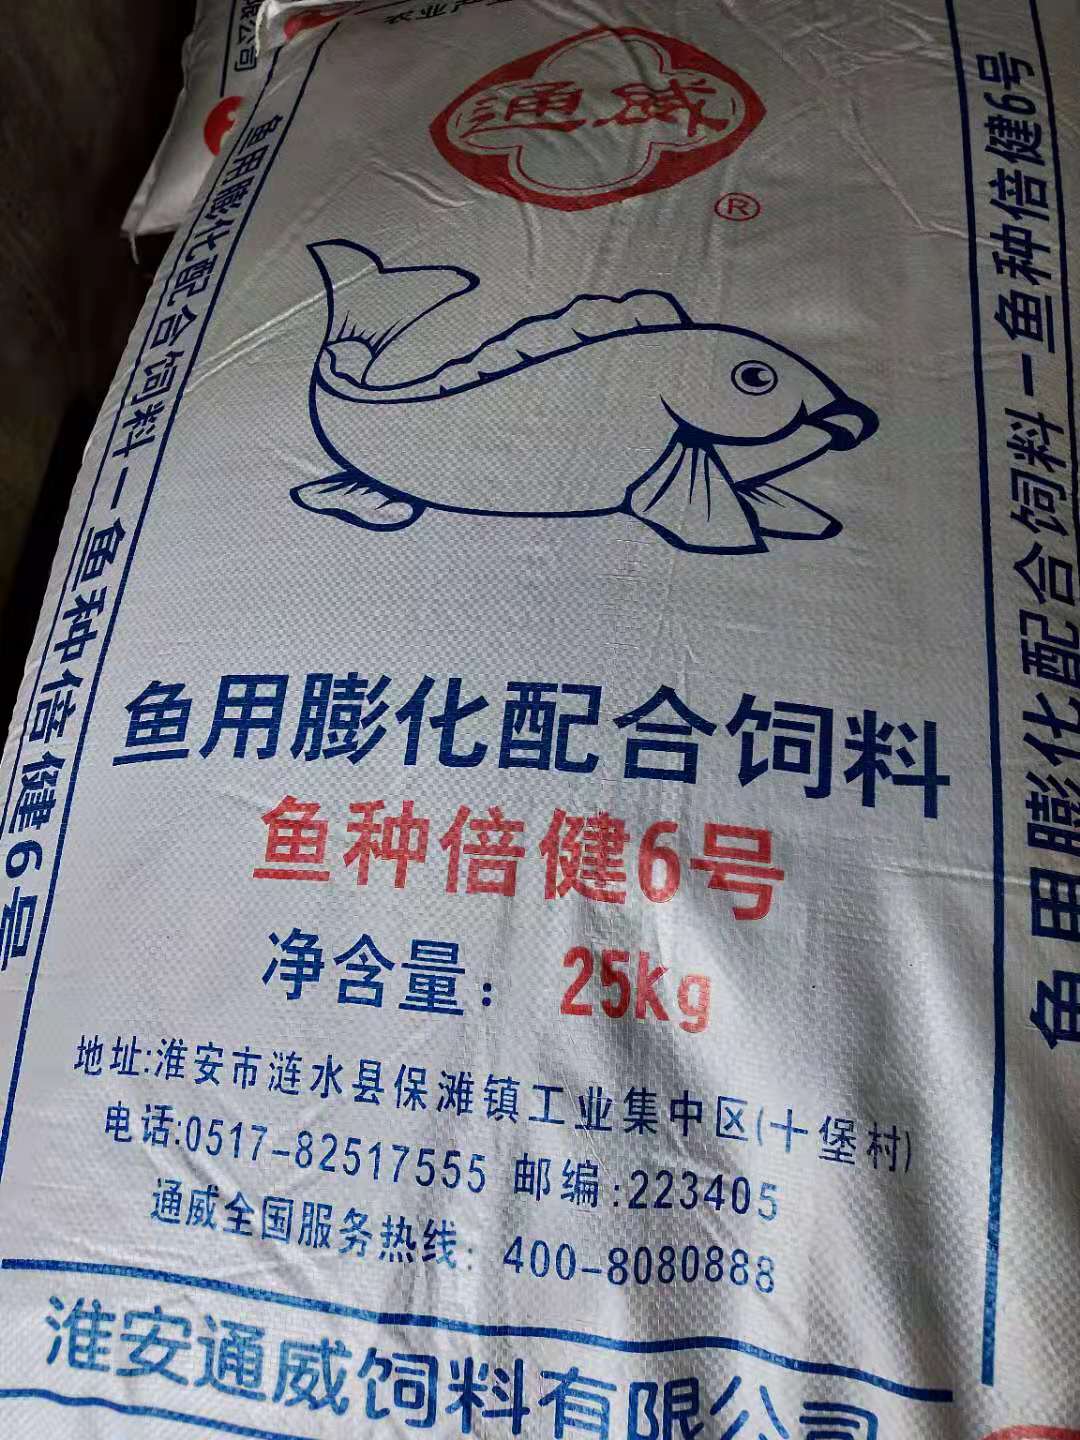 限公司
通威
®
鱼用膨化配合饲料－鱼种倍健6号
鱼用膨化配合饲料－鱼种倍健6号
鱼用膨化配合饲料
鱼种倍健6号
净含量： 25kg
地址:淮安市涟水县保滩镇工业集中区(十堡村)
电话:0517-82517555 邮编:223405
通威全国服务热线: 400-8080888
淮安通威饲料有限公司